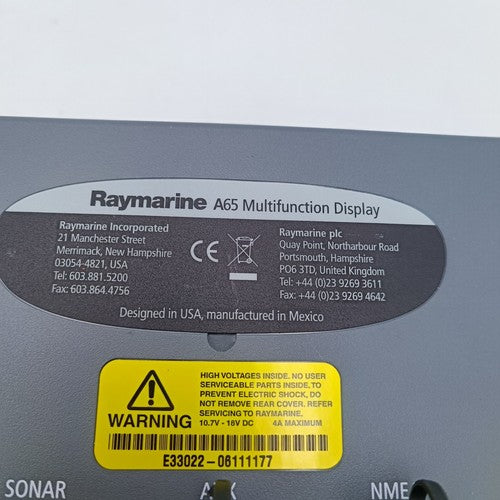 Raymarine A65 Multifunction Display
Raymarine Incorporated
21 Manchester Street
Merrimack, New Hampshire
03054-4821, USA
Tel: 603.881.5200
Fax: 603.864.4756
CE
Raymarine plc
Quay Point, Northarbour Road
Portsmouth, Hampshire
PO6 3TD, United Kingdom
Tel: +44 (0)23 9269 3611
Fax: +44 (0)23 9269 4642
Designed in USA, manufactured in Mexico
WARNING
HIGH VOLTAGES INSIDE. NO USER
SERVICEABLE PARTS INSIDE, TO
PREVENT ELECTRIC SHOCK, DO
NOT REMOVE REAR COVER. REFER
SERVICING TO RAYMARINE.
10.7V - 18V DC 4A MAXIMUM
E33022-06111177
SONAR
NME